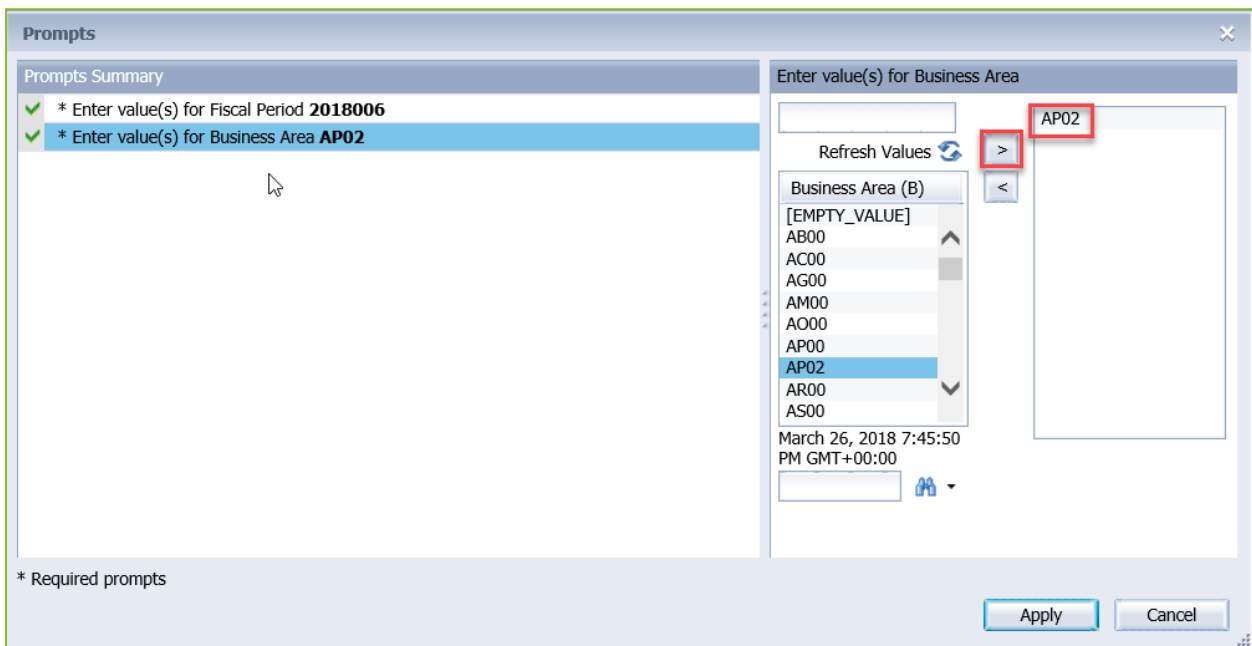 Prompts
Prompts Summary
* Enter value(s) for Fiscal Period 2018006
* Enter value(s) for Business Area AP02
* Required prompts
Enter value(s) for Business Area
Refresh Values
>
<
AP02
Business Area (B)
[EMPTY_VALUE]
AB00
AC00
AG00
AM00
AO00
AP00
AP02
AR00
AS00
March 26, 2018 7:45:50
PM GMT+00:00
Apply
Cancel